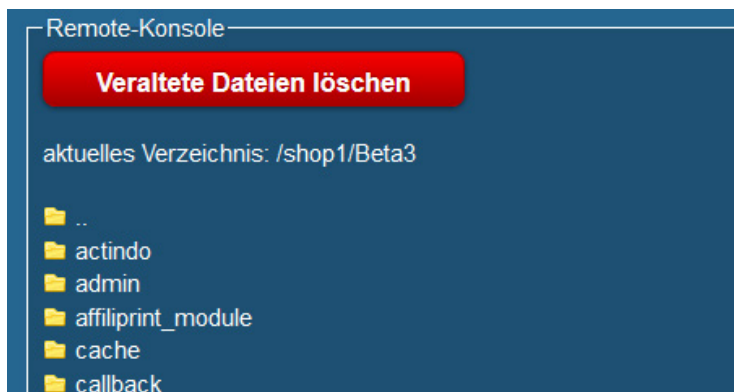 Remote-Konsole
Veraltete Dateien löschen
aktuelles Verzeichnis: /shop1/Beta3
..
actindo
admin
affiliprint_module
cache
callback